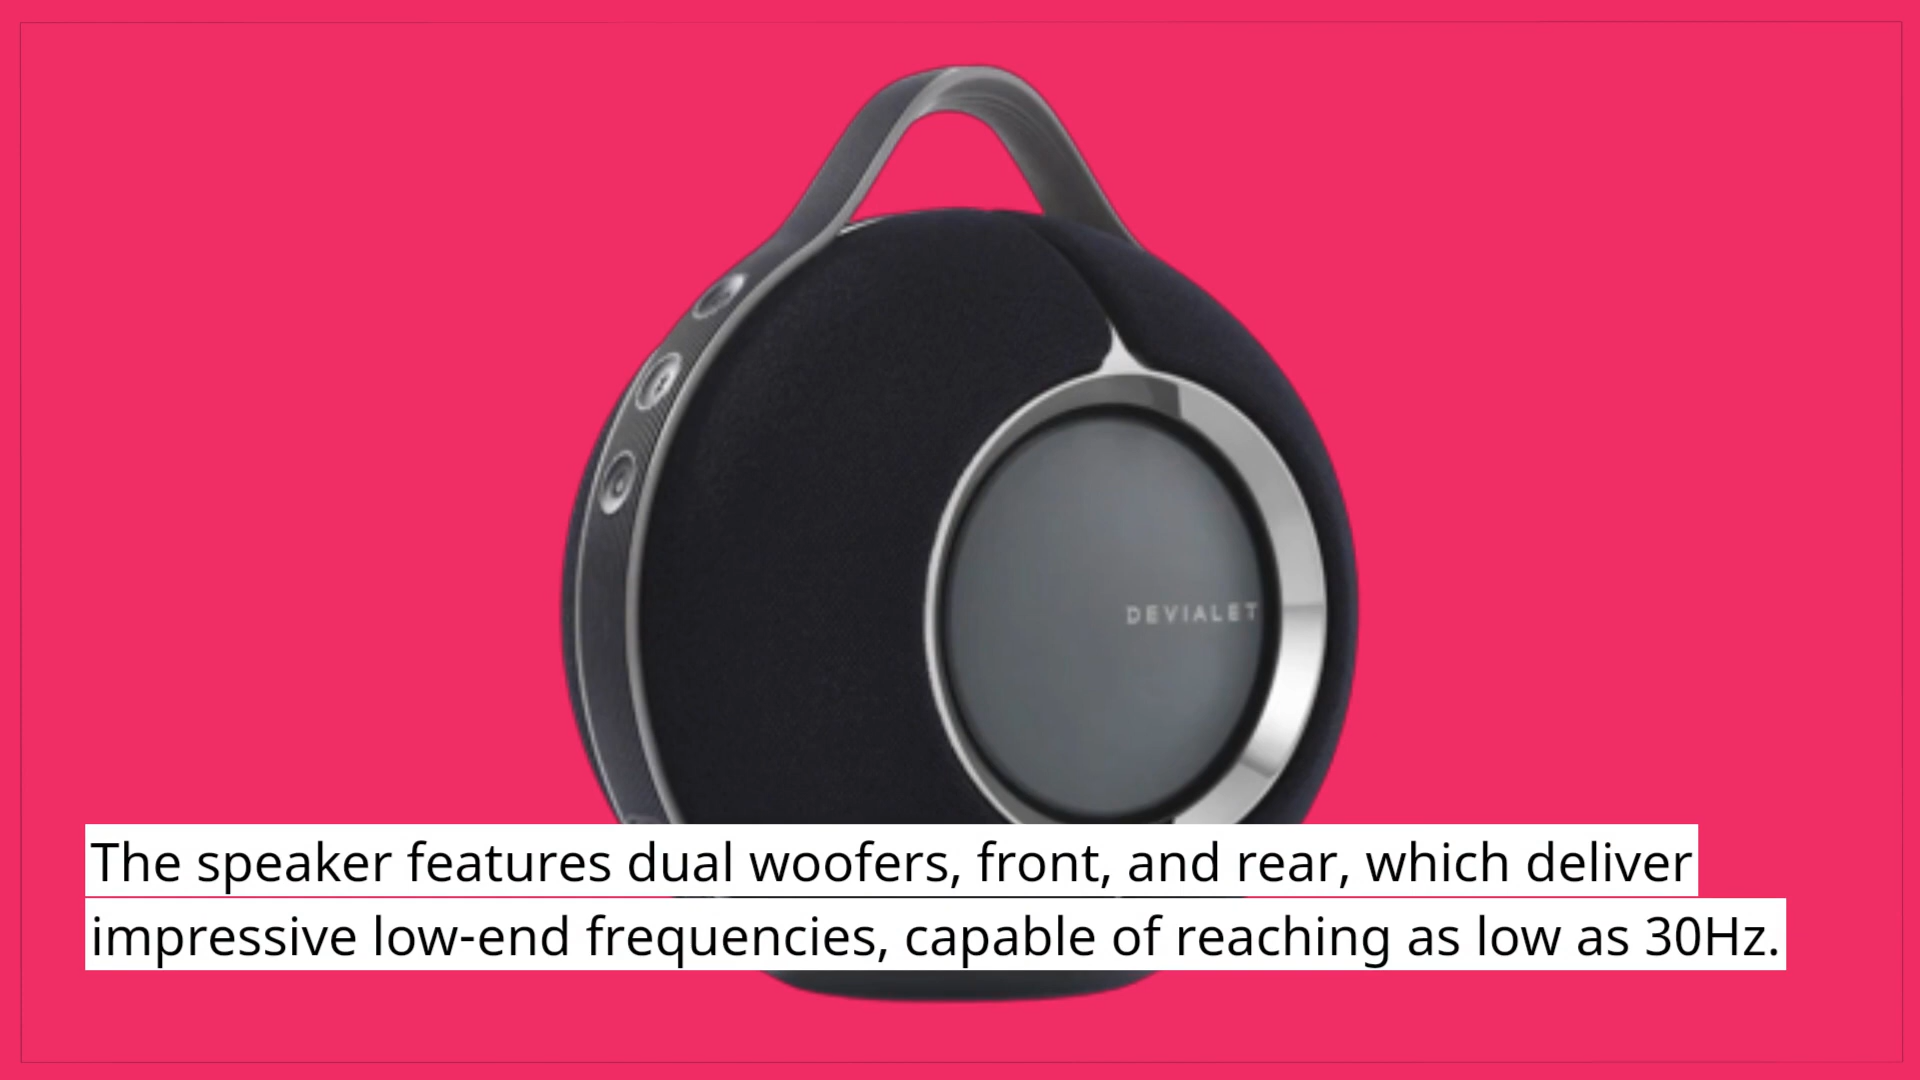 DEVIALET
The speaker features dual woofers, front, and rear, which deliver
impressive low-end frequencies, capable of reaching as low as 30Hz.